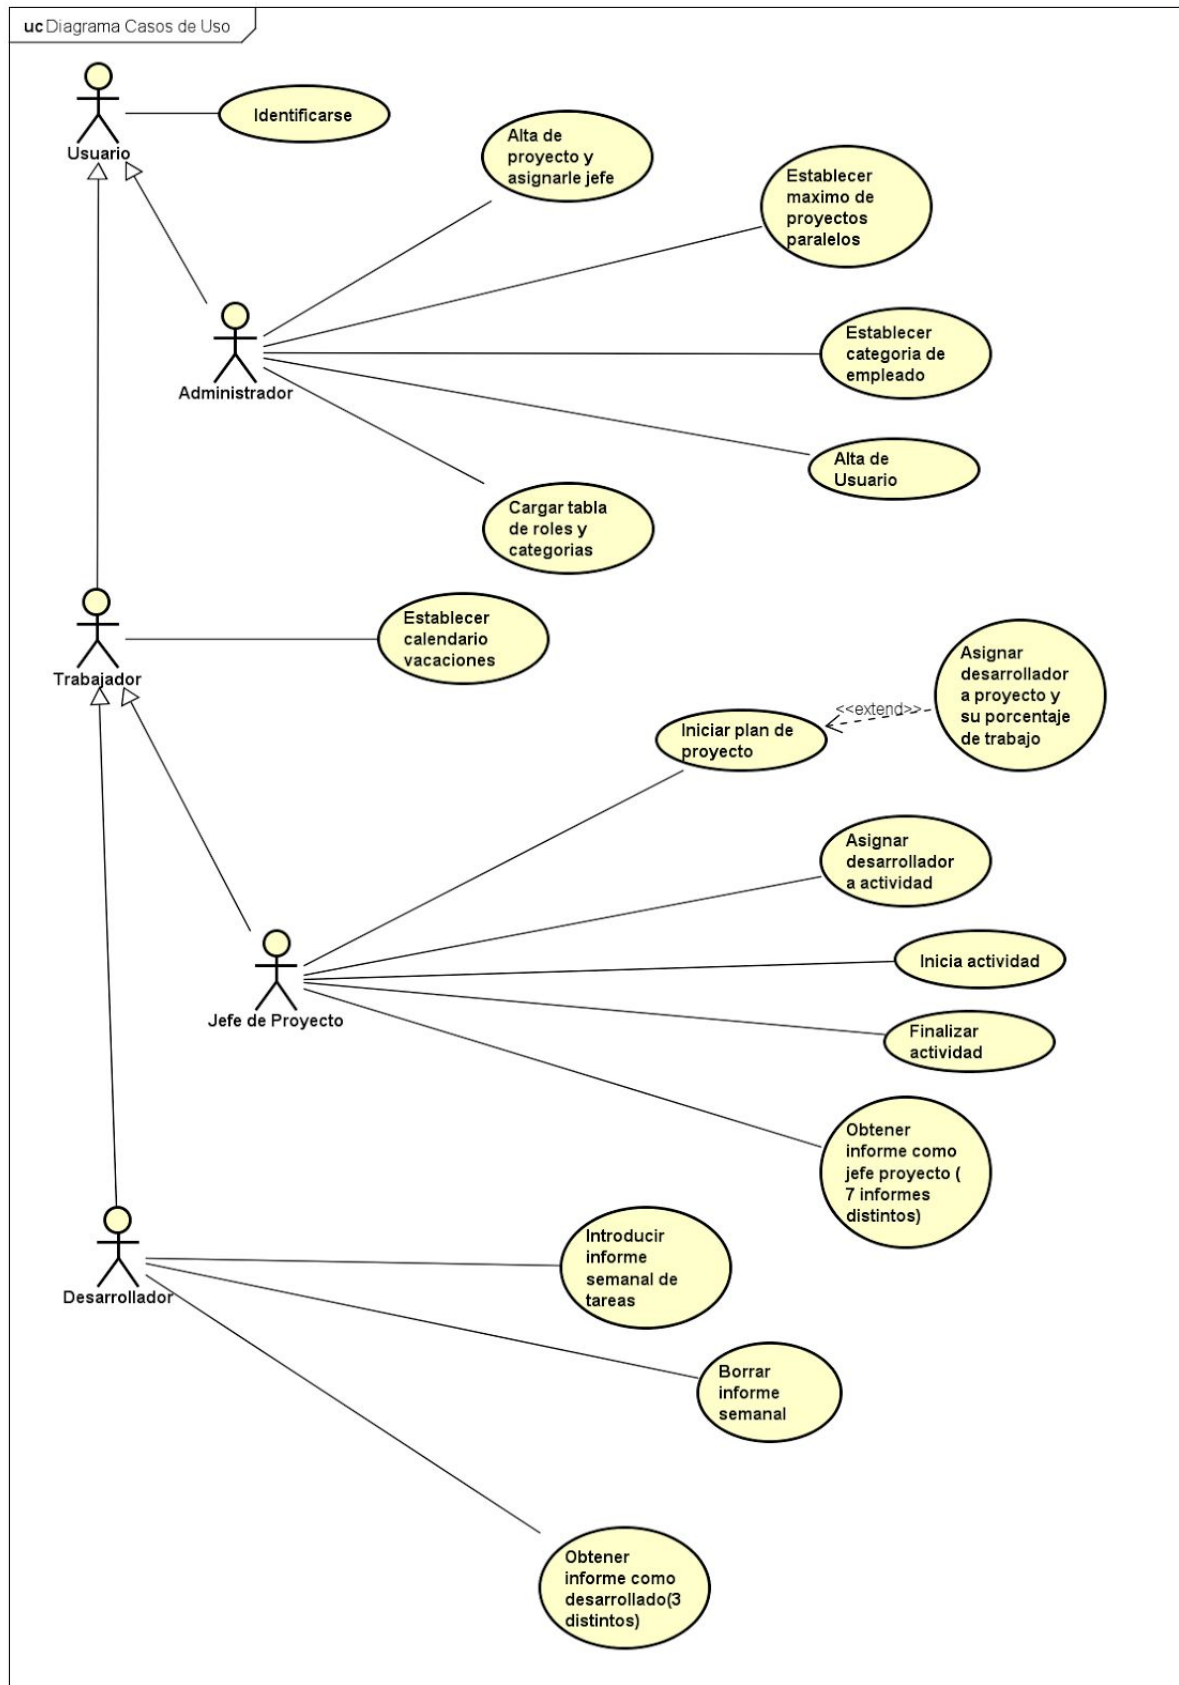 uc Diagrama Casos de Uso
Identificarse
Usuario
Alta de
proyecto y
asignarle jefe
Establecer
maximo de
proyectos
paralelos
Administrador
Establecer
categoria de
empleado
Alta de
Usuario
Cargar tabla
de roles y
categorias
Trabajador
Establecer
calendario
vacaciones
Asignar
desarrollador
a proyecto y
su porcentaje
de trabajo
<<extend>>
Iniciar plan de
proyecto
Asignar
desarrollador
a actividad
Inicia actividad
Jefe de Proyecto
Finalizar
actividad
Obtener
informe como
jefe proyecto (
7 informes
distintos)
Desarrollador
Introducir
informe
semanal de
tareas
Borrar
informe
semanal
Obtener
informe como
desarrollado(3
distintos)